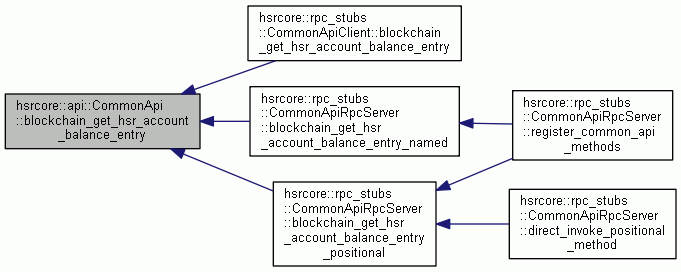 hsrcore::rpc_stubs
::CommonApiClient::blockchain
_get_hsr_account_balance_entry
hsrcore::api::CommonApi
::blockchain_get_hsr_account
_balance_entry
hsrcore::rpc_stubs
::CommonApiRpcServer
::blockchain_get_hsr
_account_balance_entry_named
hsrcore::rpc_stubs
::CommonApiRpcServer
::register_common_api
_methods
hsrcore::rpc_stubs
::CommonApiRpcServer
::blockchain_get_hsr
_account_balance_entry
_positional
hsrcore::rpc_stubs
::CommonApiRpcServer
::direct_invoke_positional
_method